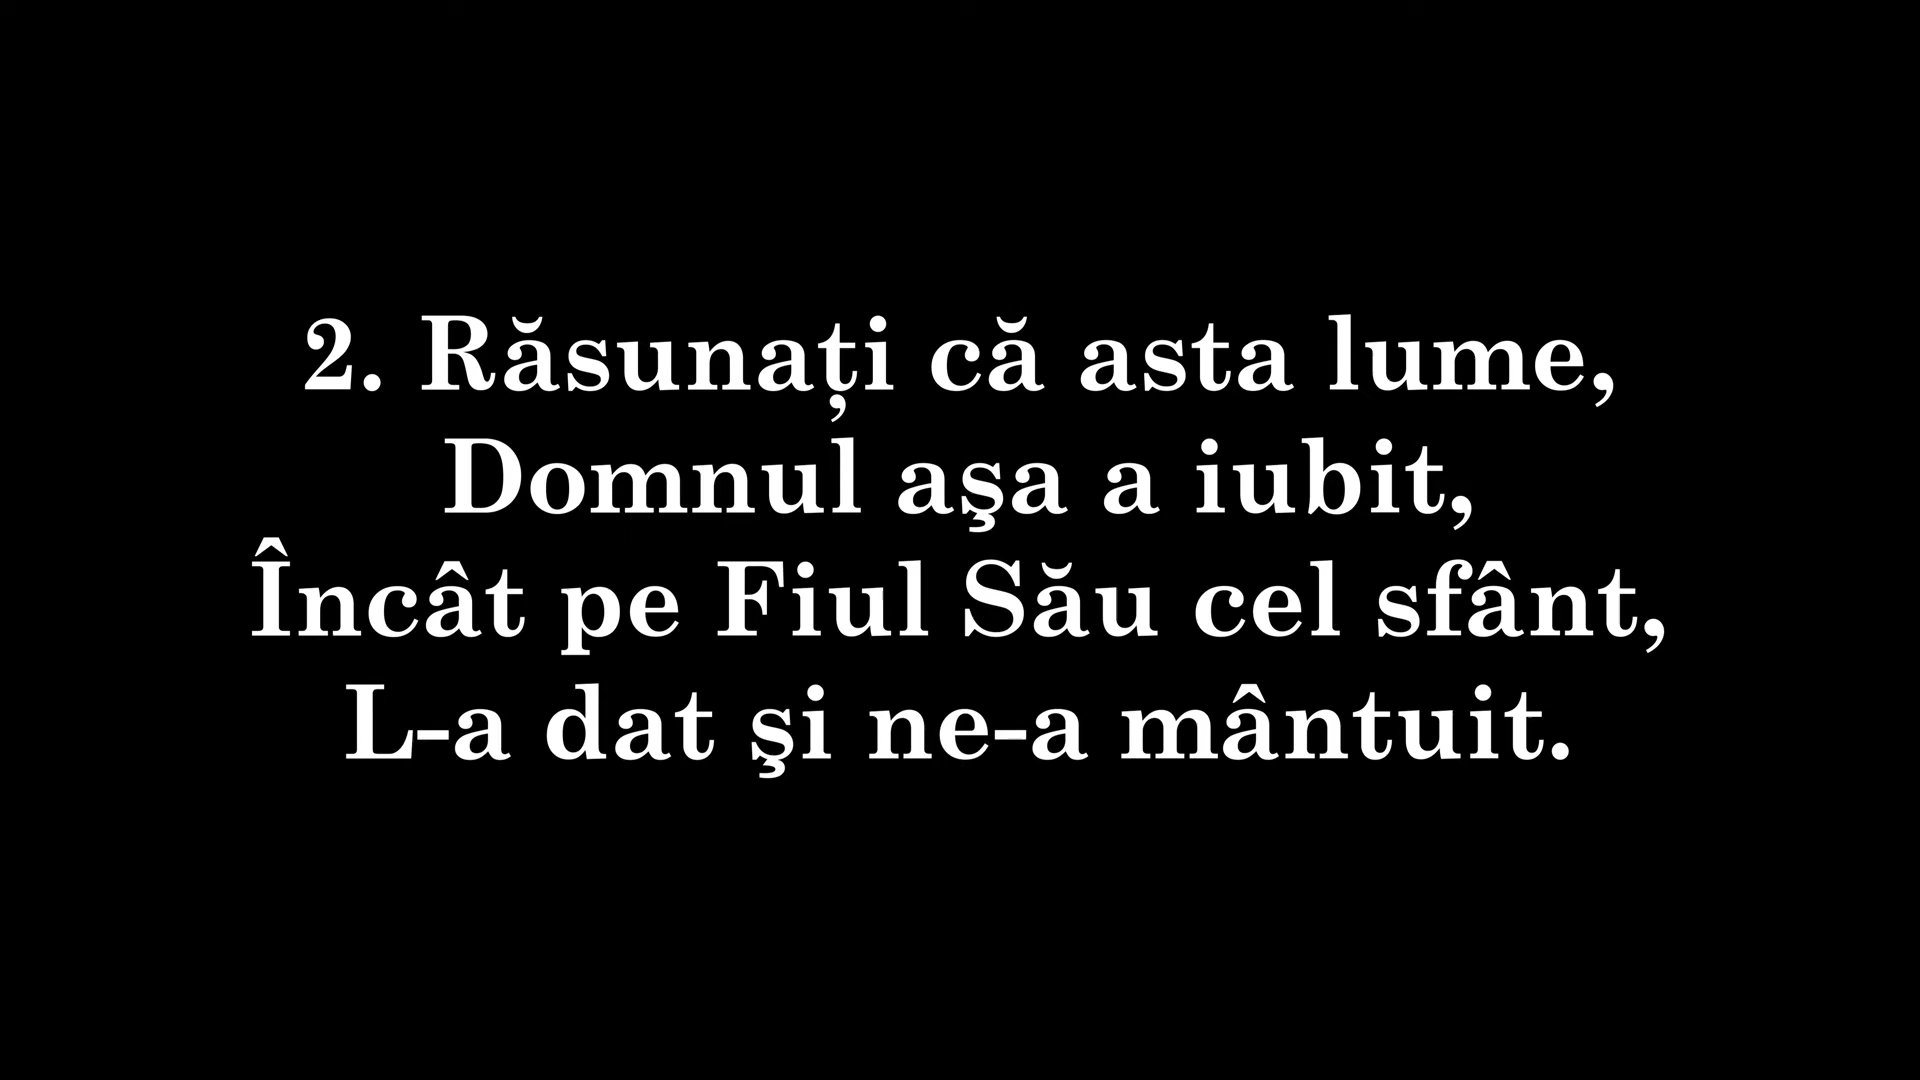 2. Răsunați că asta lume,
Domnul aşa a iubit,
Încât pe Fiul Său cel sfânt,
L-a dat şi ne-a mântuit.